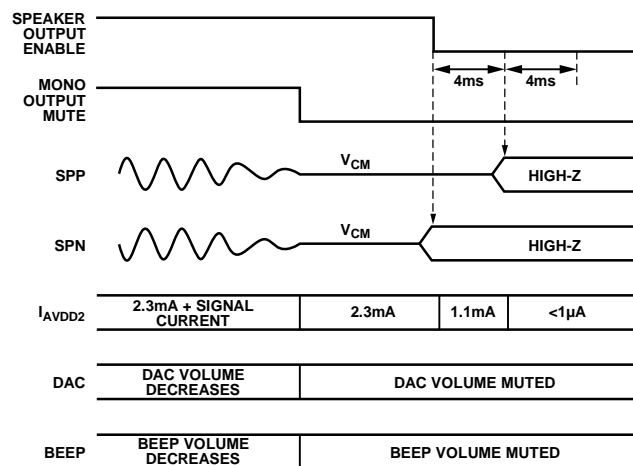 SPEAKER
OUTPUT
ENABLE
4ms 4ms
MONO
OUTPUT
MUTE
SPP
VCM
HIGH-Z
SPN
VCM
HIGH-Z
IAVDD2
2.3mA + SIGNAL
CURRENT
2.3mA
1.1mA
<1µA
DAC
DAC VOLUME
DECREASES
DAC VOLUME MUTED
BEEP
BEEP VOLUME
DECREASES
BEEP VOLUME MUTED